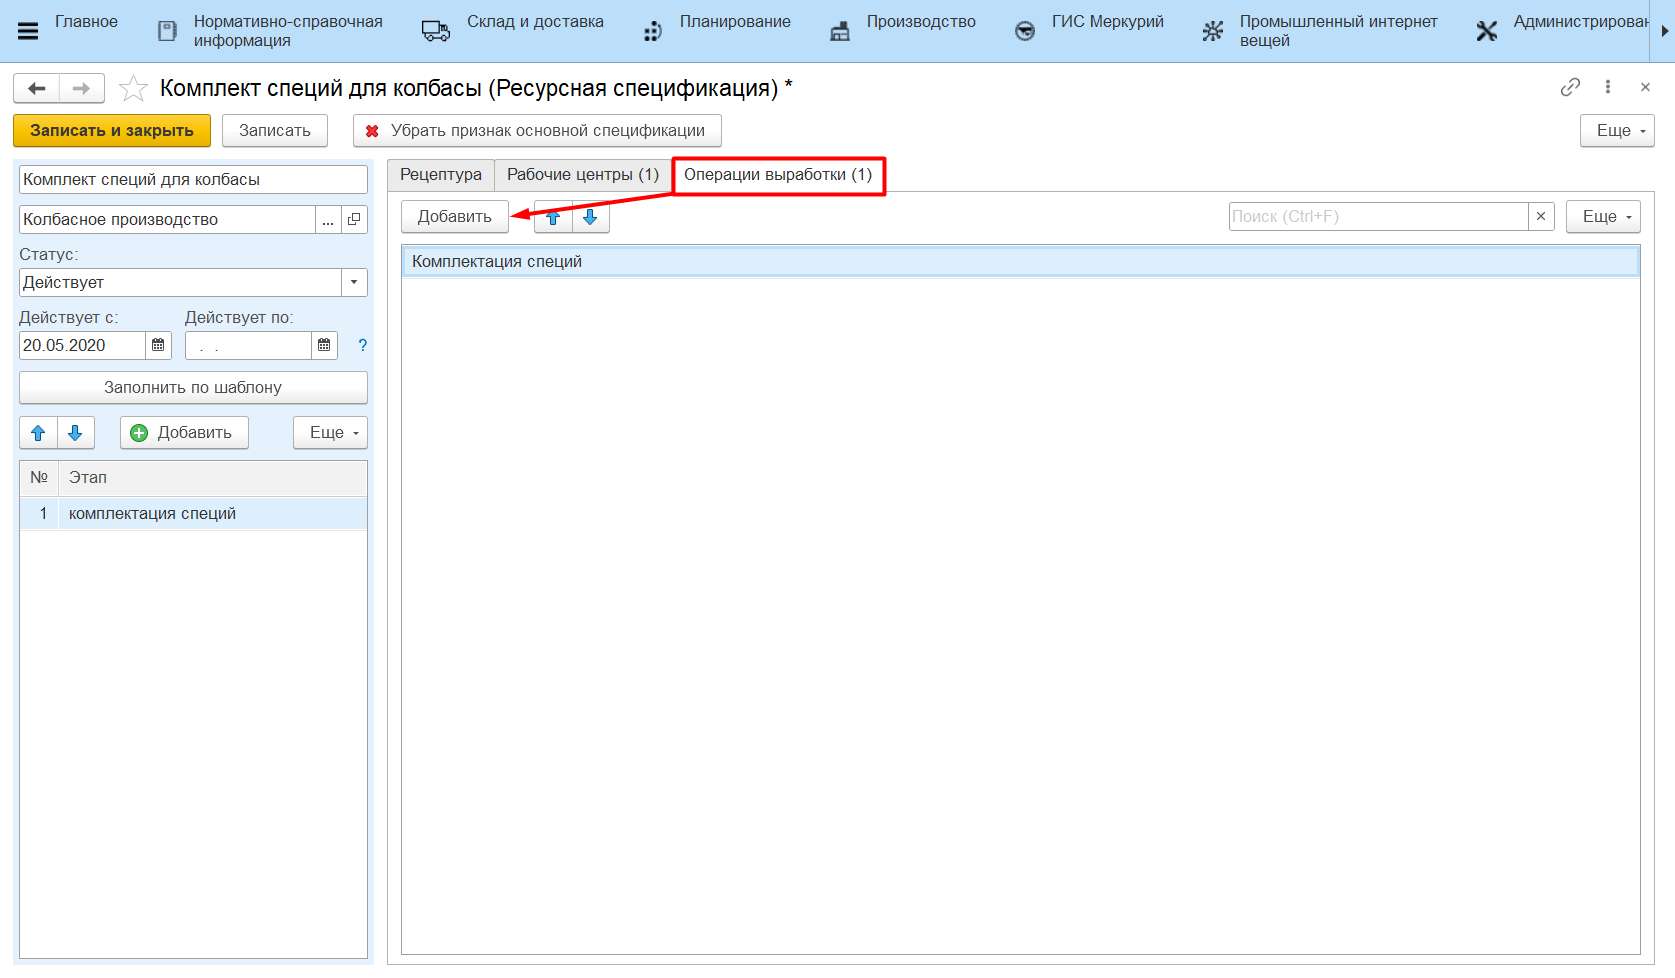 Главное
Нормативно-справочная
информация
Склад и доставка
Планирование
Производство
ГИС Меркурий
Промышленный интернет
вещей
Администрирован
Комплект специй для колбасы (Ресурсная спецификация) *
Записать и закрыть
Записать
Убрать признак основной спецификации
Еще
Комплект специй для колбасы
Колбасное производство
...
Статус:
Действует
Действует с:
Действует по:
20.05.2020
. .
?
Заполнить по шаблону
Добавить
Еще
№
Этап
1
комплектация специй
Рецептура
Рабочие центры (1)
Операции выработки (1)
Добавить
Поиск (Ctrl+F)
×
Еще
Комплектация специй